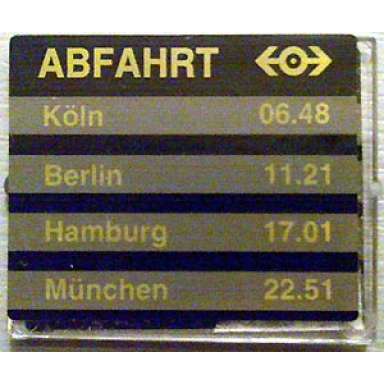 ABFAHRT
Köln 06.48
Berlin 11.21
Hamburg 17.01
München 22.51